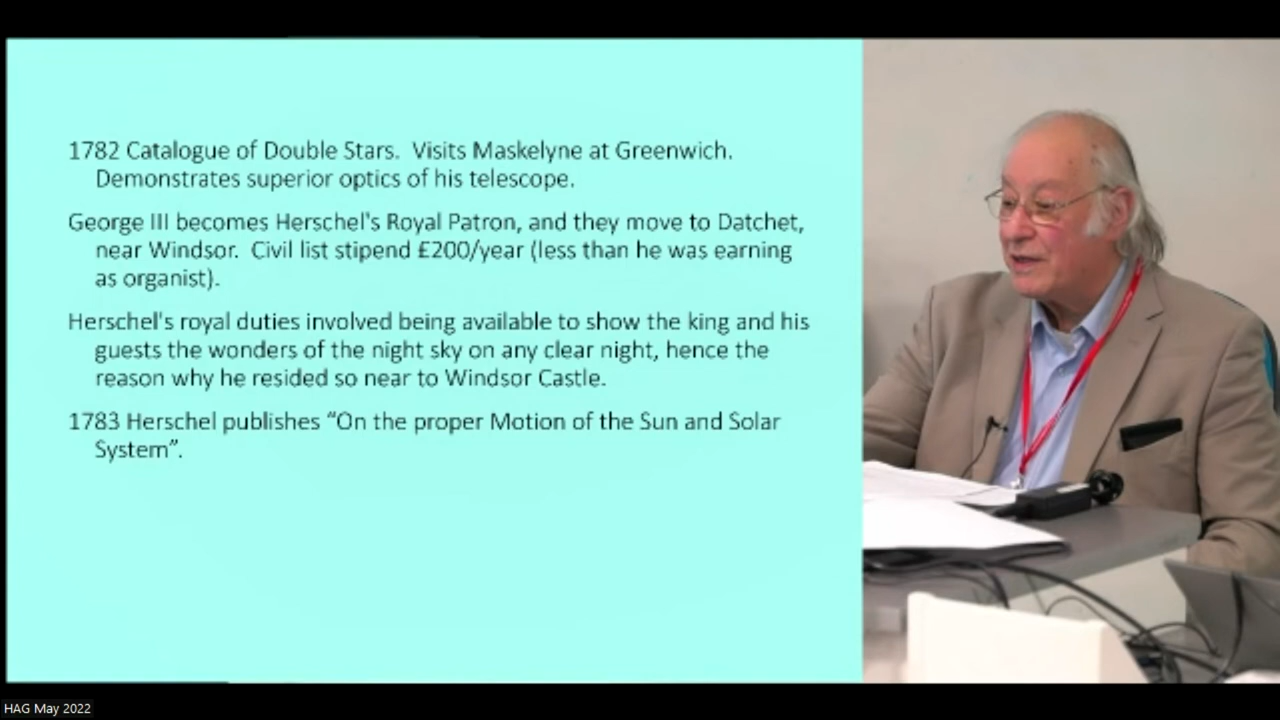 1782 Catalogue of Double Stars. Visits Maskelyne at Greenwich.
Demonstrates superior optics of his telescope.
George III becomes Herschel's Royal Patron, and they move to Datchet,
near Windsor. Civil list stipend £200/year (less than he was earning
as organist).
Herschel's royal duties involved being available to show the king and his
guests the wonders of the night sky on any clear night, hence the
reason why he resided so near to Windsor Castle.
1783 Herschel publishes “On the proper Motion of the Sun and Solar
System”.
HAG May 2022